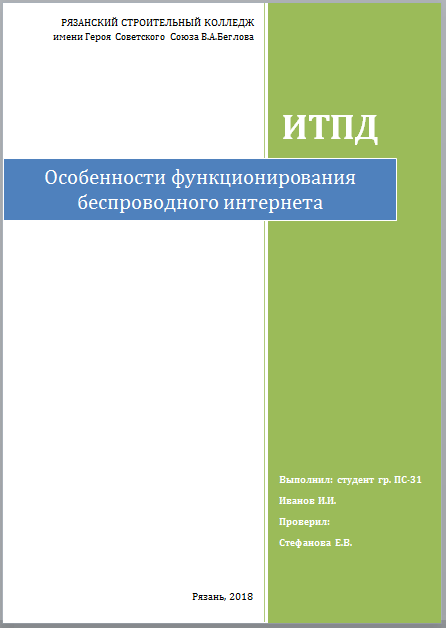 РЯЗАНСКИЙ СТРОИТЕЛЬНЫЙ КОЛЛЕДЖ
имени Героя Советского Союза В.А.Беглова
ИТПД
Особенности функционирования
беспроводного интернета
Выполнил: студент гр. ПС-31
Иванов И.И.
Проверил:
Стефанова Е.В.
Рязань, 2018